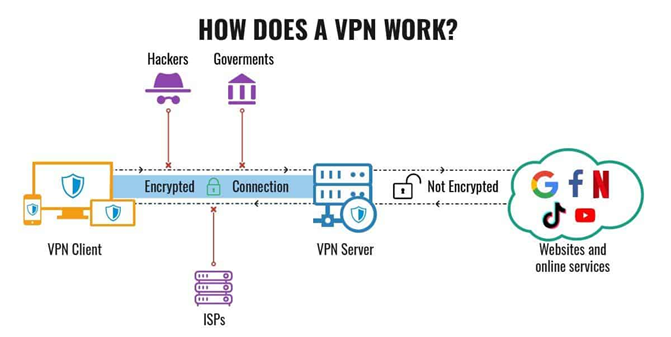 HOW DOES A VPN WORK?
Hackers
Goverments
Encrypted
Connection
Not Encrypted
VPN Client
VPN Server
Websites and
online services
ISPs